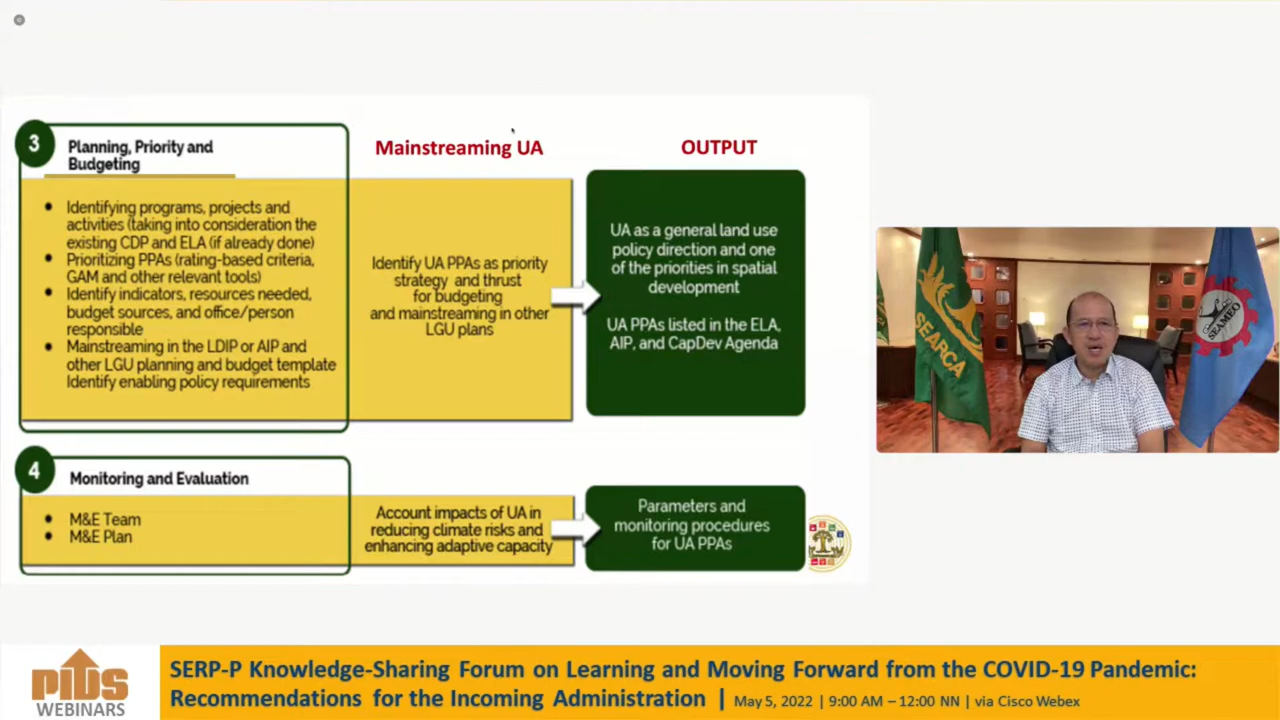 3
Planning, Priority and
Budgeting
Mainstreaming UA
OUTPUT
Identifying programs, projects and
activities (taking into consideration the
existing CDP and ELA (if already done)
Prioritizing PPAs (rating-based criteria,
GAM and other relevant tools)
Identify indicators, resources needed,
budget sources, and office/person
responsible
Mainstreaming in the LDIP or AIP and
other LGU planning and budget template
Identify enabling policy requirements
Identify UA PPAs as priority
strategy and thrust
for budgeting
and mainstreaming in other
LGU plans
UA as a general land use
policy direction and one
of the priorities in spatial
development
UA PPAs listed in the ELA,
AIP, and CapDev Agenda
4
Monitoring and Evaluation
M&E Team
M&E Plan
Account impacts of UA in
reducing climate risks and
enhancing adaptive capacity
Parameters and
monitoring procedures
for UA PPAs
SEARCA
SEAMEO
PIDS
WEBINARS
SERP-P Knowledge-Sharing Forum on Learning and Moving Forward from the COVID-19 Pandemic:
Recommendations for the Incoming Administration | May 5, 2022 | 9:00 AM – 12:00 NN | via Cisco Webex